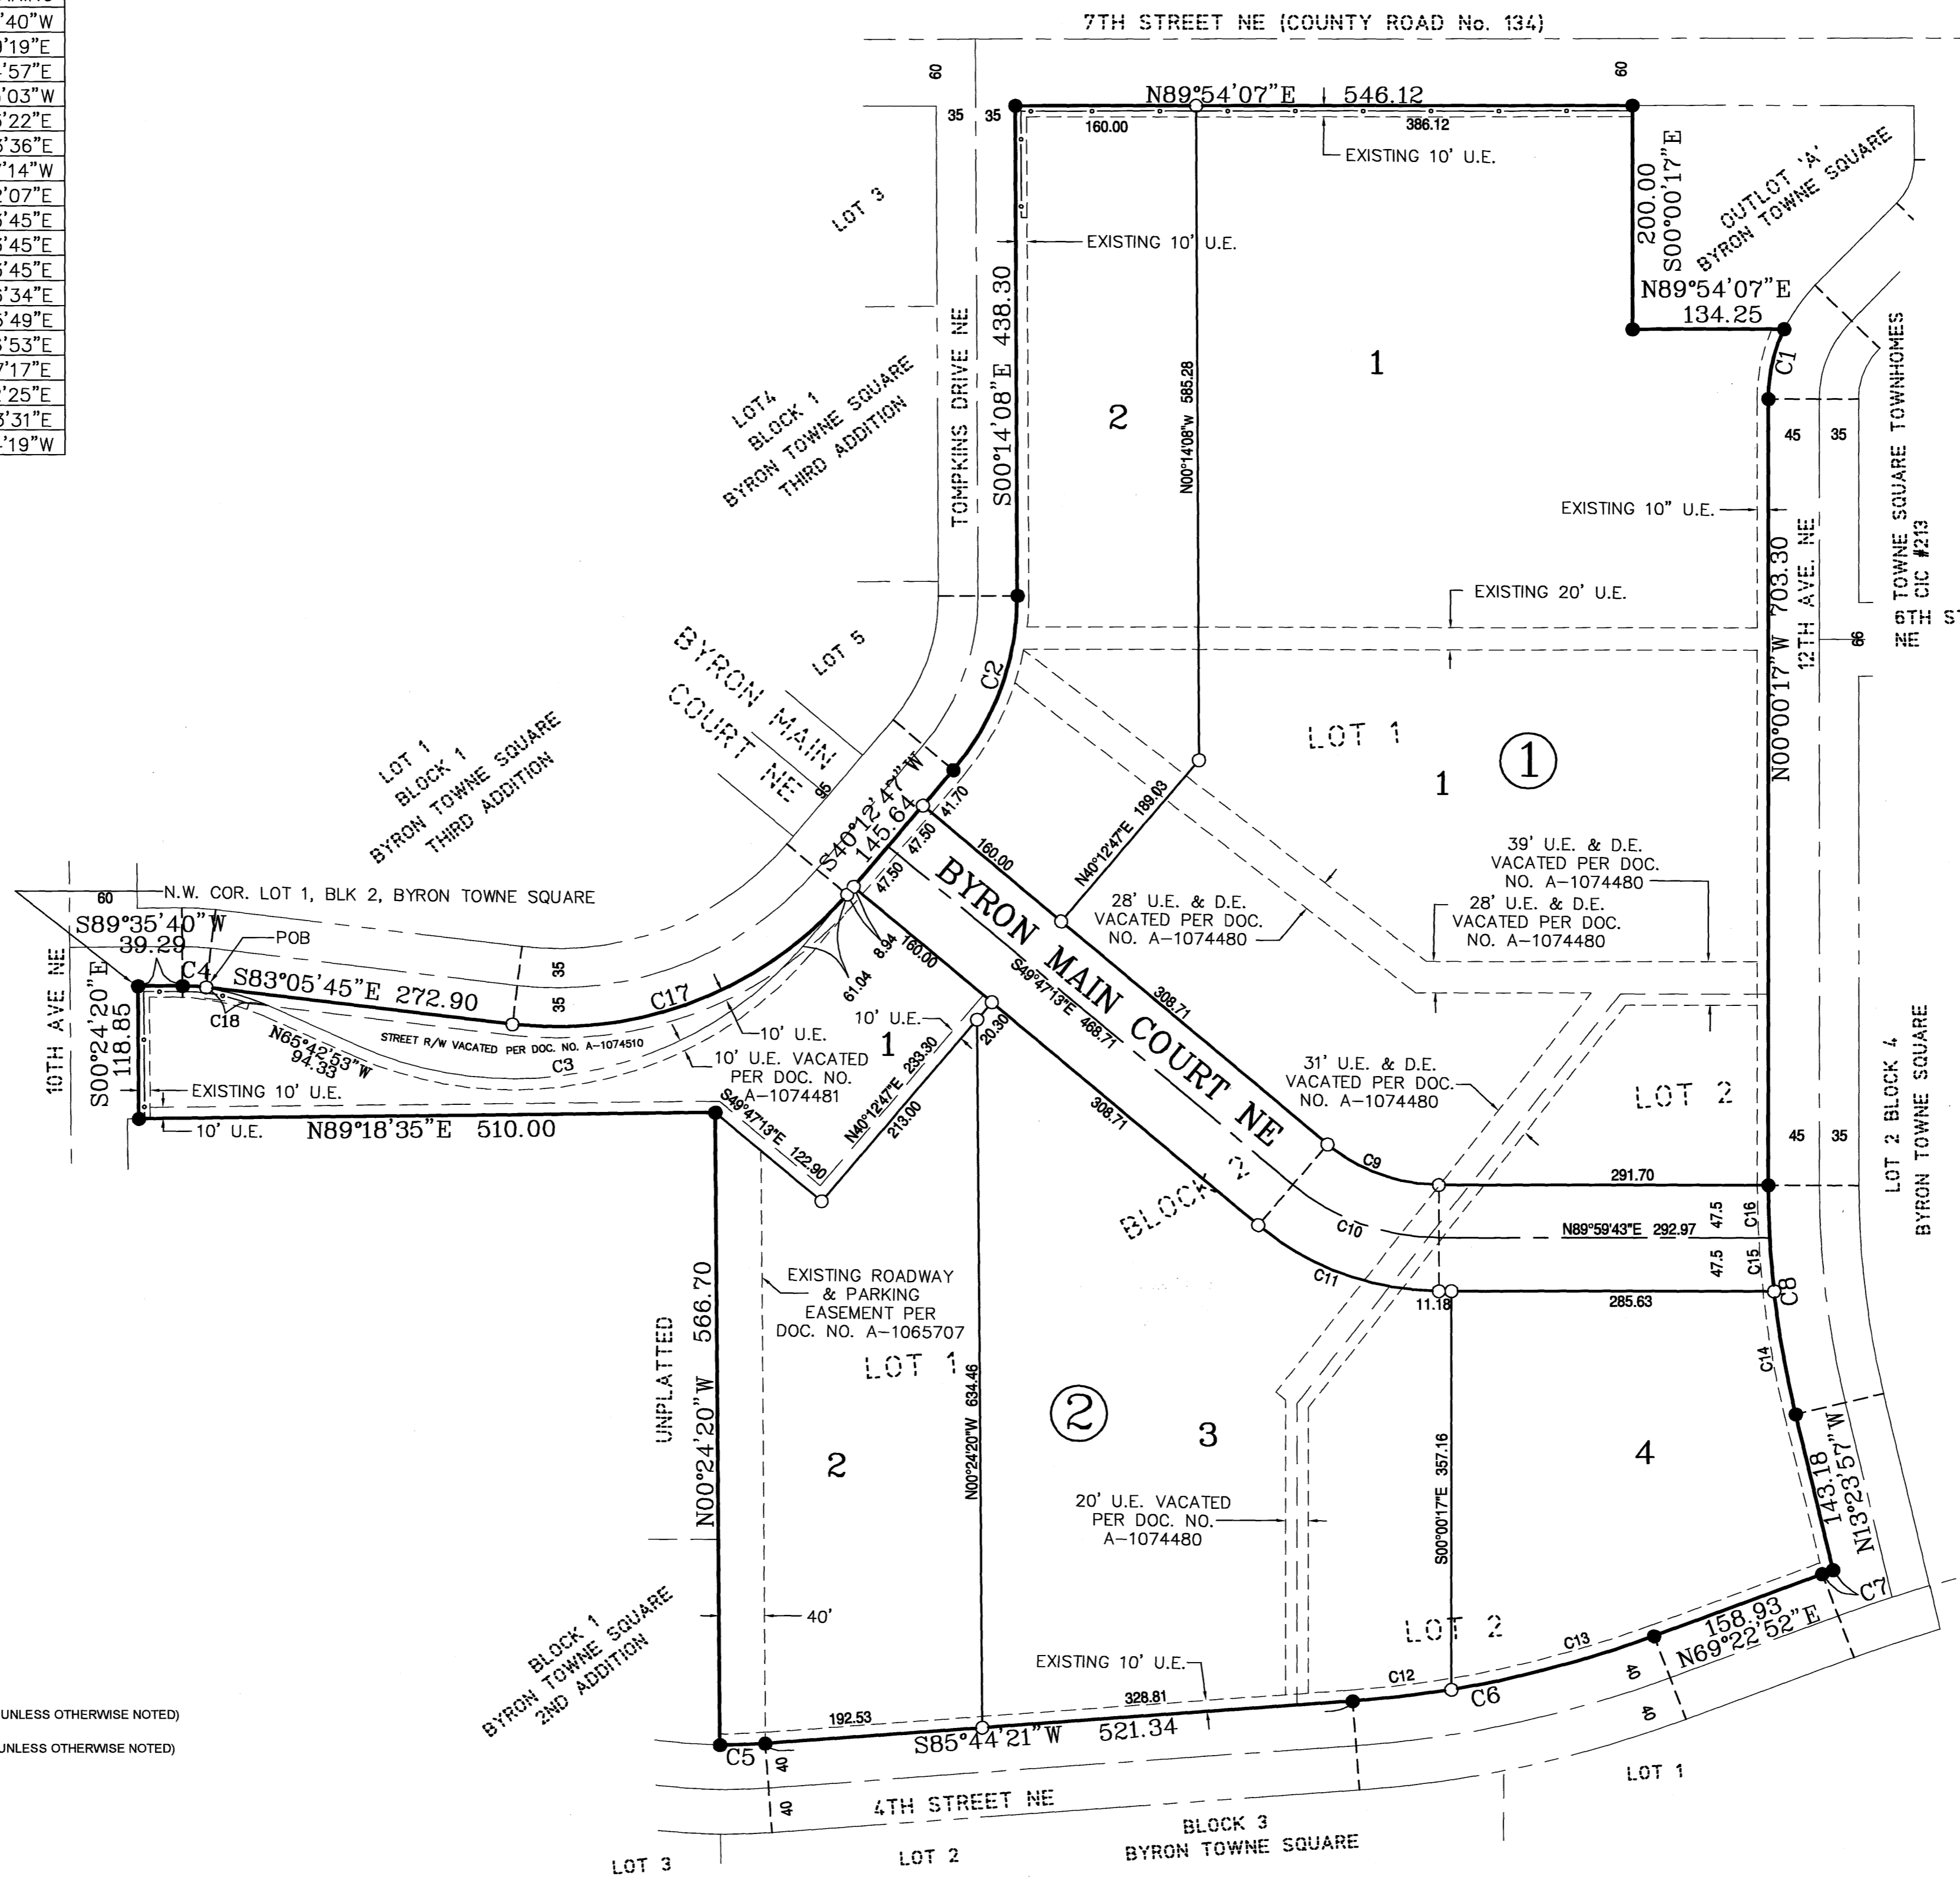 '40"W
'19"E
'57"E
'03"W
'22"E
'36"E
'14"W
'07"E
'45"E
'45"E
'45"E
'34"E
'49"E
'53"E
'17"E
'25"E
'31"E
'19"W
7TH STREET NE (COUNTY ROAD No. 134)
60
60
N89°54'07"E 546.12
35
35
160.00
386.12
EXISTING 10' U.E.
200.00
S00°00'17"E
OUTLOT 'A'
BYRON TOWNE SQUARE
LOT 3
EXISTING 10' U.E.
N89°54'07"E
134.25
C1
TOMPKINS DRIVE NE
S00°14'08"E 438.30
1
2
N00°14'08"W 585.28
LOT4
BLOCK 1
BYRON TOWNE SQUARE
THIRD ADDITION
45
35
TOWNE SQUARE TOWNHOMES
CIC #213
EXISTING 10" U.E.
N00°00'17"W 703.30
12TH AVE. NE
EXISTING 20' U.E.
6TH ST
NE
66
BYRON MAIN
COURT NE
LOT 5
C2
95
LOT 1
1
1
S40°12'47"W
145.64
41.70
47.50
47.50
160.00
N40°12'47"E 189.03
LOT 1
BLOCK 1
BYRON TOWNE SQUARE
THIRD ADDITION
39' U.E. & D.E.
VACATED PER DOC.
NO. A-1074480
28' U.E. & D.E.
VACATED PER DOC.
NO. A-1074480
28' U.E. & D.E.
VACATED PER DOC.
NO. A-1074480
60
N.W. COR. LOT 1, BLK 2, BYRON TOWNE SQUARE
S89°35'40"W
39.29
POB
10TH AVE NE
S00°24'20"E
118.85
C4
S83°05'45"E 272.90
35
35
C17
8.94
61.04
160.00
BYRON MAIN COURT NE
S49°47'13"E 468.71
308.71
308.71
C18
N65°42'53"W
94.33
STREET R/W VACATED PER DOC. NO. A-1074510
C3
10' U.E.
10' U.E. VACATED
PER DOC. NO.
A-1074481
10' U.E.
1
20.30
N40°12'47"E 233.30
213.00
EXISTING 10' U.E.
10' U.E.
N89°18'35"E 510.00
S49°47'13"E 122.90
31' U.E. & D.E.
VACATED PER DOC.
NO. A-1074480
LOT 2
45
35
LOT 2 BLOCK 4
BYRON TOWNE SQUARE
C9
BLOCK 2
C10
C11
291.70
N89°59'43"E 292.97
47.5
47.5
C16
C15
11.18
285.63
C8
EXISTING ROADWAY
& PARKING
EASEMENT PER
DOC. NO. A-1065707
LOT 1
UNPLATTED
N00°24'20"W 566.70
N00°24'20"W 634.46
2
2
3
4
C14
S00°00'17"E 357.16
143.18
N13°23'57"W
20' U.E. VACATED
PER DOC. NO.
A-1074480
C7
40'
BLOCK 1
BYRON TOWNE SQUARE
2ND ADDITION
LOT 2
158.93
N69°22'52"E
C13
40
40
EXISTING 10' U.E.
C12
C6
328.81
192.53
S85°44'21"W 521.34
C5
40
40
UNLESS OTHERWISE NOTED)
UNLESS OTHERWISE NOTED)
4TH STREET NE
LOT 1
BLOCK 3
BYRON TOWNE SQUARE
LOT 2
LOT 3